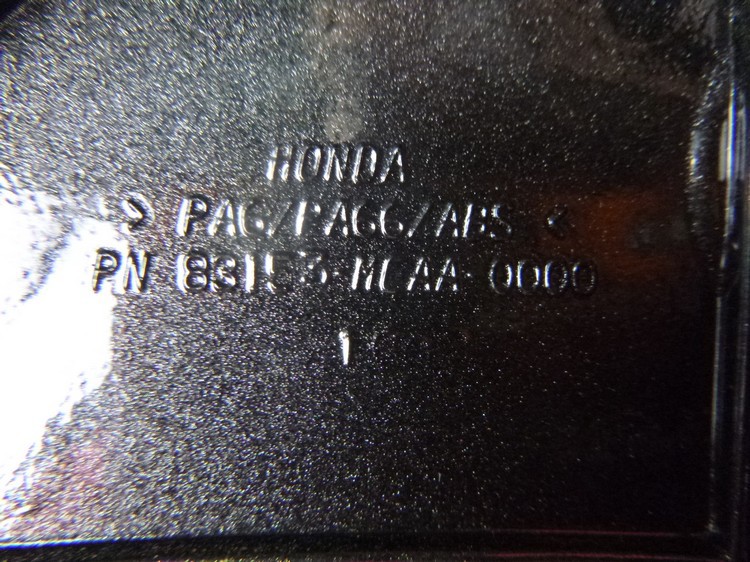 HONDA
> PA6/PA66/ABS <
PN 83153-MCAA-0000
1